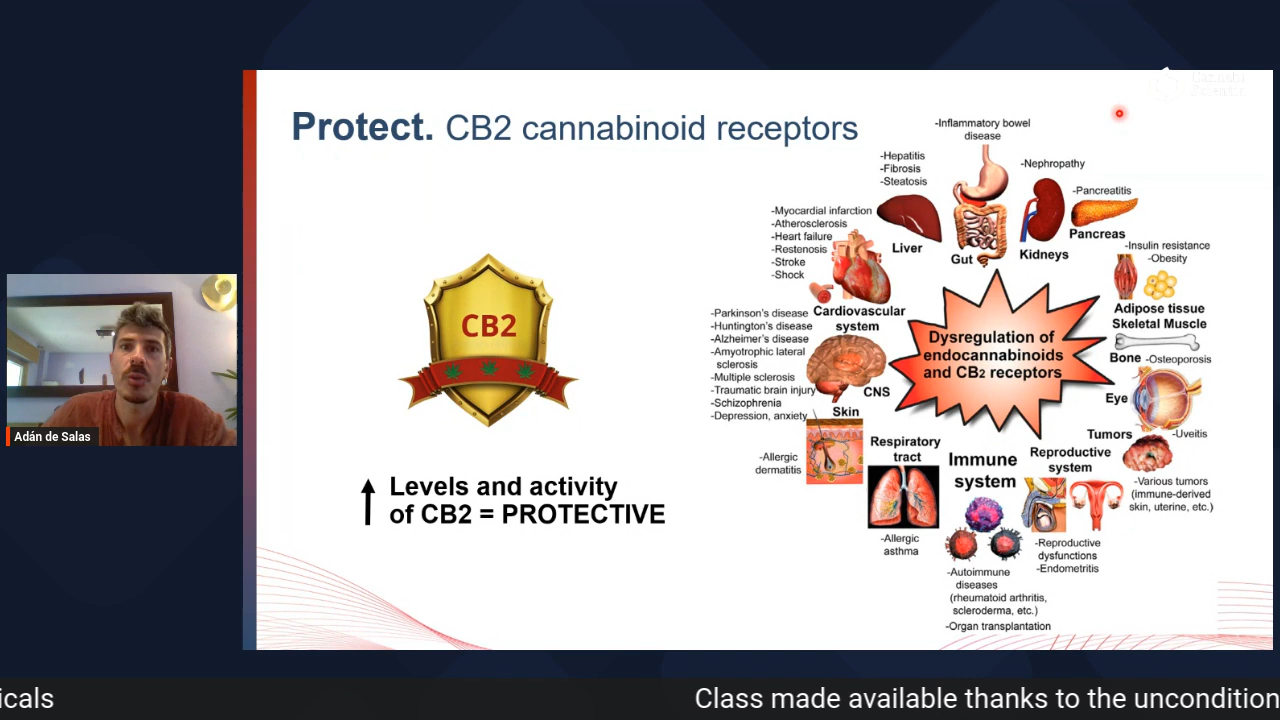 Protect. CB2 cannabinoid receptors
-Inflammatory bowel
disease
-Hepatitis
-Fibrosis
-Steatosis
Liver
Gut
-Nephropathy
Kidneys
-Pancreatitis
Pancreas
-Myocardial infarction
-Atherosclerosis
-Heart failure
-Restenosis
-Stroke
-Shock
Cardiovascular
system
-Insulin resistance
-Obesity
Adipose tissue
Skeletal Muscle
Bone -Osteoporosis
-Parkinson's disease
-Huntington's disease
-Alzheimer's disease
-Amyotrophic lateral
sclerosis
-Multiple sclerosis
-Traumatic brain injury
-Schizophrenia
-Depression, anxiety
CNS
Dysregulation of
endocannabinoids
and CB2 receptors
Eye
-Uveitis
Skin
-Allergic
dermatitis
Respiratory
tract
-Allergic
asthma
Immune
system
-Autoimmune
diseases
(rheumatoid arthritis,
scleroderma, etc.)
-Organ transplantation
Reproductive
system
-Reproductive
dysfunctions
-Endometritis
Tumors
-Various tumors
(immune-derived
skin, uterine, etc.)
CB2
Levels and activity
of CB2 = PROTECTIVE
Adán de Salas
icals
Class made available thanks to the uncondition